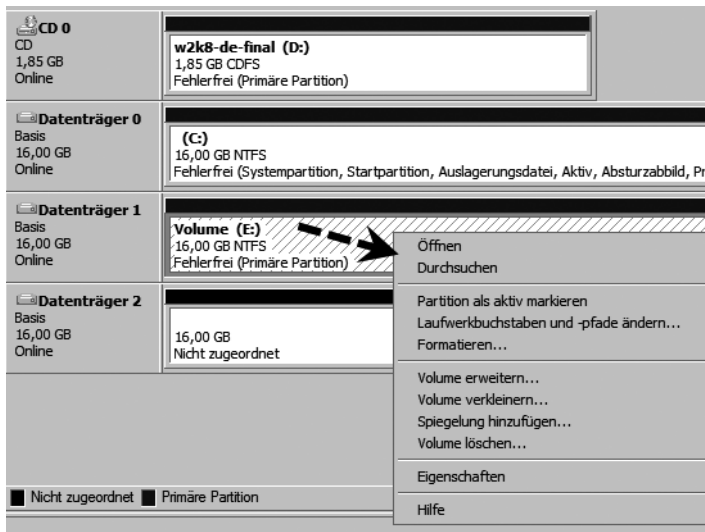 CD 0
CD
1,85 GB
Online
w2k8-de-final (D:)
1,85 GB CDFS
Fehlerfrei (Primäre Partition)
Datenträger 0
Basis
16,00 GB
Online
(C:)
16,00 GB NTFS
Fehlerfrei (Systempartition, Startpartition, Auslagerungsdatei, Aktiv, Absturzabbild, Pr
Datenträger 1
Basis
16,00 GB
Online
Volume (E:)
16,00 GB NTFS
Fehlerfrei (Primäre Partition)
Datenträger 2
Basis
16,00 GB
Online
16,00 GB
Nicht zugeordnet
Öffnen
Durchsuchen
Partition als aktiv markieren
Laufwerkbuchstaben und -pfade ändern...
Formatieren...
Volume erweitern...
Volume verkleinern...
Spiegelung hinzufügen...
Volume löschen...
Eigenschaften
Hilfe
Nicht zugeordnet Primäre Partition